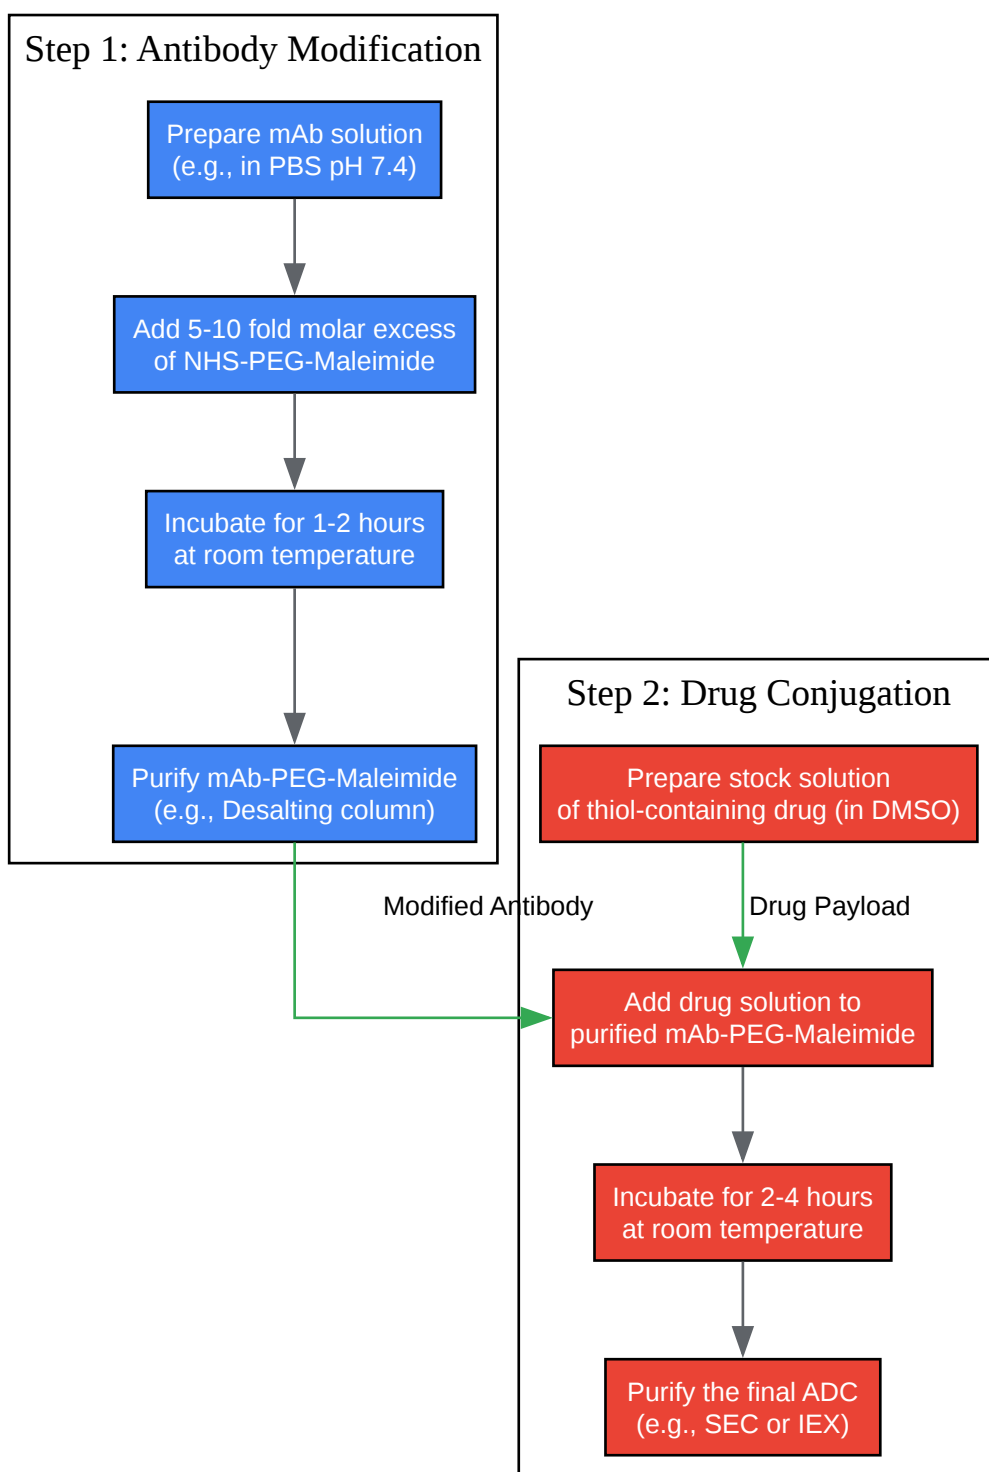 Step 1: Antibody Modification
Prepare mAb solution
(e.g., in PBS pH 7.4)
Add 5-10 fold molar excess
of NHS-PEG-Maleimide
Incubate for 1-2 hours
at room temperature
Purify mAb-PEG-Maleimide
(e.g., Desalting column)
Modified Antibody
Step 2: Drug Conjugation
Prepare stock solution
of thiol-containing drug (in DMSO)
Drug Payload
Add drug solution to
purified mAb-PEG-Maleimide
Incubate for 2-4 hours
at room temperature
Purify the final ADC
(e.g., SEC or IEX)